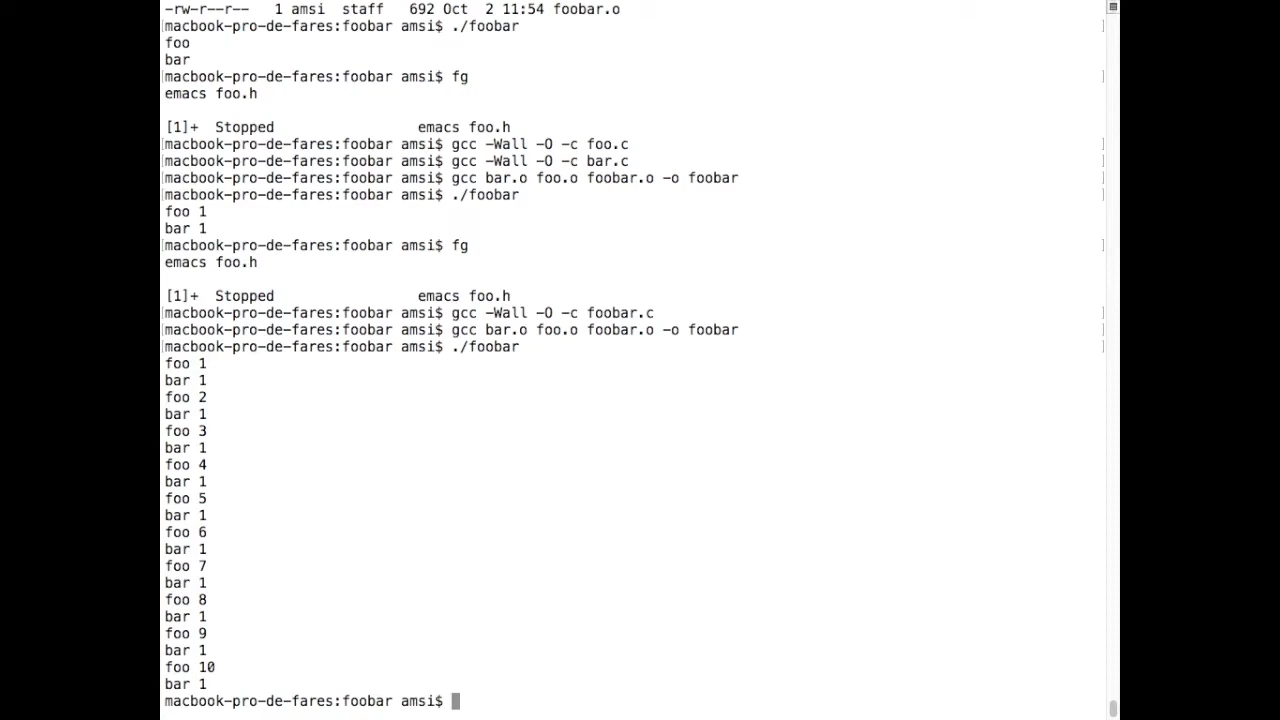 -rw-r--r--   1 amsi  staff   692 Oct  2 11:54 foobar.o
[macbook-pro-de-fares:foobar amsi$ ./foobar ]
foo
bar
[macbook-pro-de-fares:foobar amsi$ fg ]
emacs foo.h

[1]+  Stopped                 emacs foo.h
[macbook-pro-de-fares:foobar amsi$ gcc -Wall -O -c foo.c ]
[macbook-pro-de-fares:foobar amsi$ gcc -Wall -O -c bar.c ]
[macbook-pro-de-fares:foobar amsi$ gcc bar.o foo.o foobar.o -o foobar ]
[macbook-pro-de-fares:foobar amsi$ ./foobar ]
foo 1
bar 1
[macbook-pro-de-fares:foobar amsi$ fg ]
emacs foo.h

[1]+  Stopped                 emacs foo.h
[macbook-pro-de-fares:foobar amsi$ gcc -Wall -O -c foobar.c ]
[macbook-pro-de-fares:foobar amsi$ gcc bar.o foo.o foobar.o -o foobar ]
[macbook-pro-de-fares:foobar amsi$ ./foobar ]
foo 1
bar 1
foo 2
bar 1
foo 3
bar 1
foo 4
bar 1
foo 5
bar 1
foo 6
bar 1
foo 7
bar 1
foo 8
bar 1
foo 9
bar 1
foo 10
bar 1
macbook-pro-de-fares:foobar amsi$